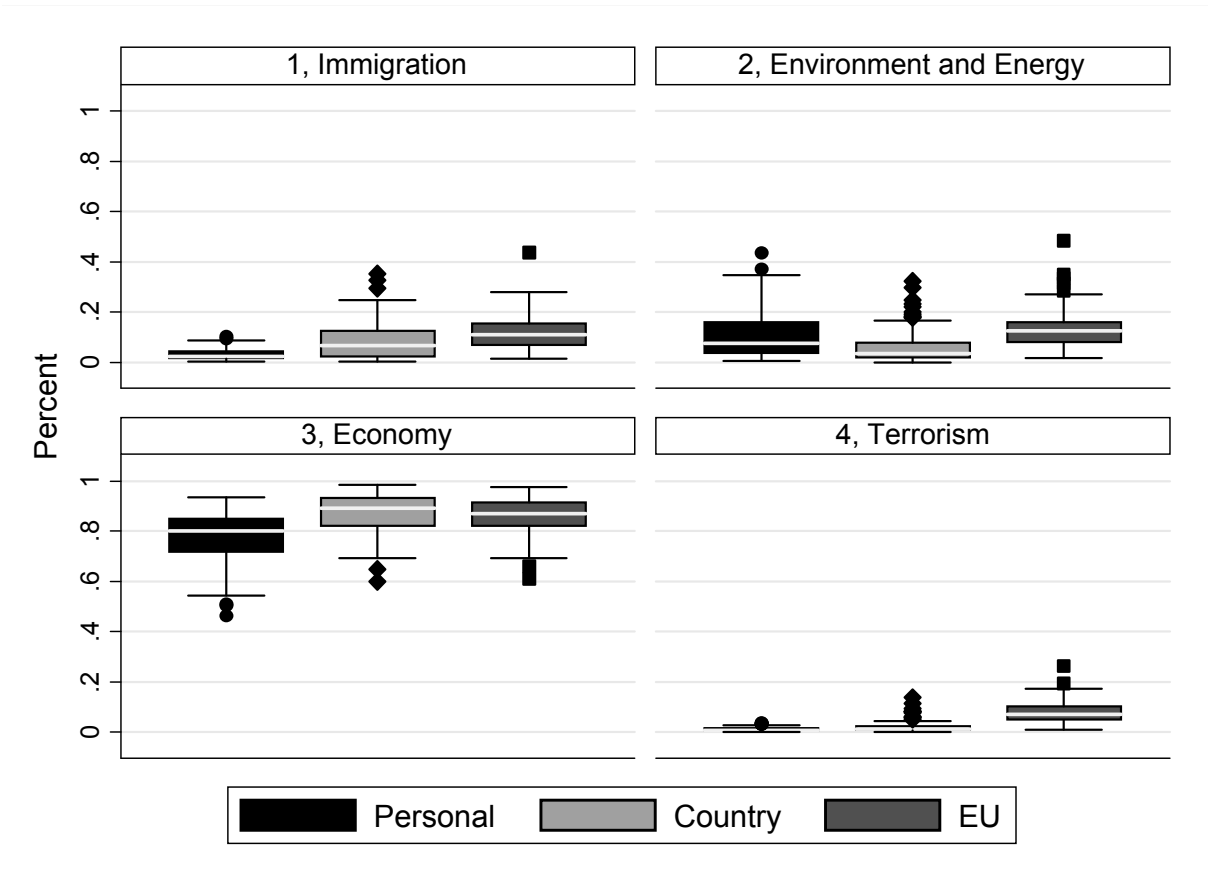 1, Immigration
2, Environment and Energy
1
.8
.6
.4
.2
0
Percent
3, Economy
4, Terrorism
1
.8
.6
.4
.2
0
Personal
Country
EU